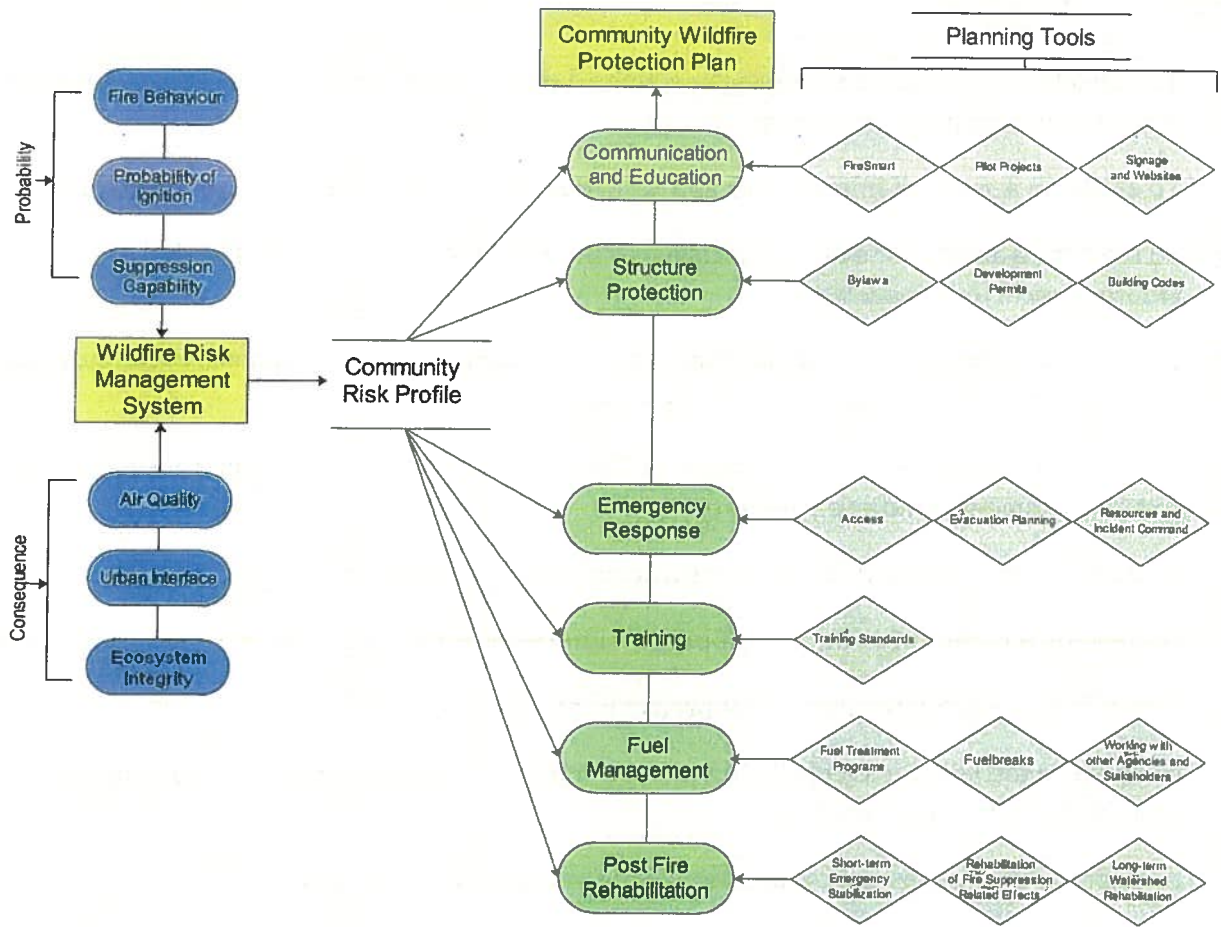 Community Wildfire
Protection Plan
Planning Tools
Probability
Fire Behaviour
Probability of
Ignition
Suppression
Capability
Wildfire Risk
Management
System
Consequence
Air Quality
Urban Interface
Ecosystem
Integrity
Community
Risk Profile
Communication
and Education
FireSmart
Pilot Projects
Signage
and Websites
Structure
Protection
Bylaws
Development
Permits
Building Codes
Emergency
Response
Access
Evacuation Planning
Resources and
Incident Command
Training
Training Standards
Fuel
Management
Fuel Treatment
Programs
Fuelbreaks
Working with
other Agencies and
Stakeholders
Post Fire
Rehabilitation
Short-term
Emergency
Stabilization
Rehabilitation
of Fire Suppression
Related Effects
Long-term
Watershed
Rehabilitation